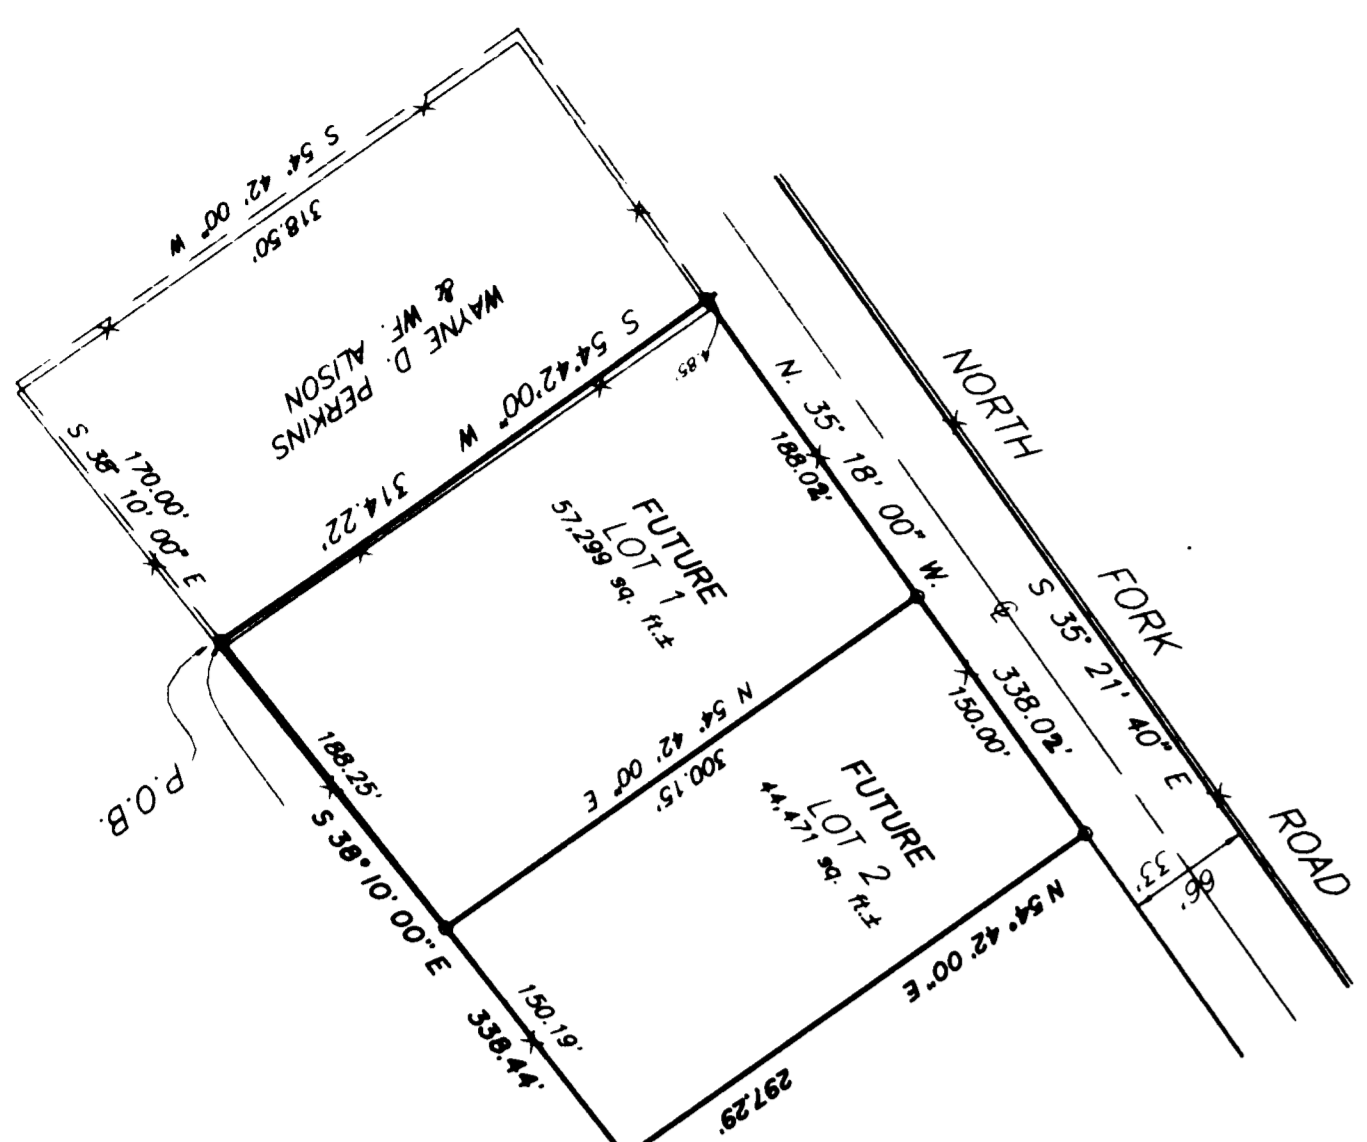 S 54° 42' 00" W
318.50'
WAYNE D. PERKINS
& WF. ALISON
S 38° 10' 00" E
170.00'
S 54°42'00" W
314.22'
4.85'
N. 35° 18' 00" W.
188.02'
338.02'
150.00'
NORTH FORK ROAD
S 35° 21' 40" E
33'
66'
FUTURE
LOT 1
57,299 sq. ft.±
N 54° 42' 00" E
300.15'
FUTURE
LOT 2
44,471 sq. ft.±
N 54° 42' 00" E
297.29'
P.O.B.
188.25'
S 38° 10' 00" E
338.44'
150.19'